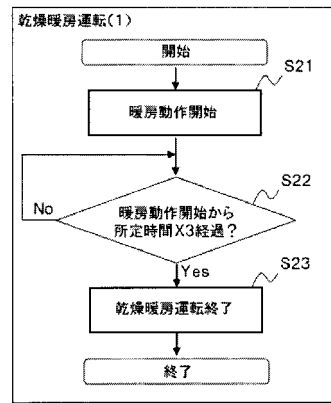 乾燥暖房運転(1)
開始
S21
暖房動作開始
S22
No
暖房動作開始から
所定時間X3経過?
Yes
S23
乾燥暖房運転終了
終了